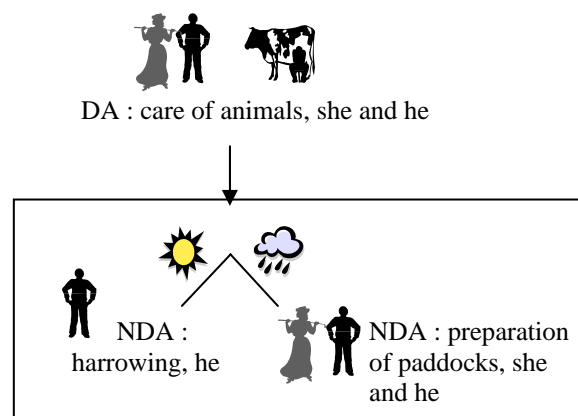 DA : care of animals, she and he
NDA :
harrowing, he
NDA : preparation
of paddocks, she
and he